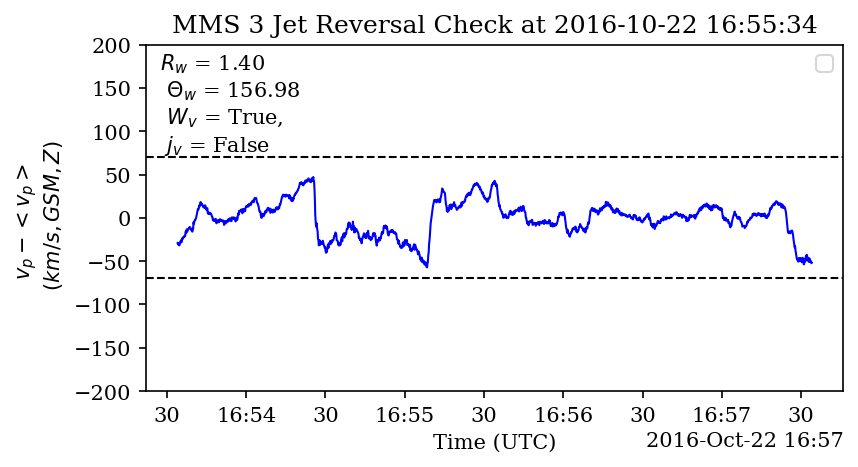 MMS 3 Jet Reversal Check at 2016-10-22 16:55:34
200
150
100
50
0
−50
−100
−150
−200
v_p − < v_p >
(km/s, GSM, Z)
R_w = 1.40
Θ_w = 156.98
W_v = True,
j_v = False
30 16:54 30 16:55 30 16:56 30 16:57 30
Time (UTC)
2016-Oct-22 16:57